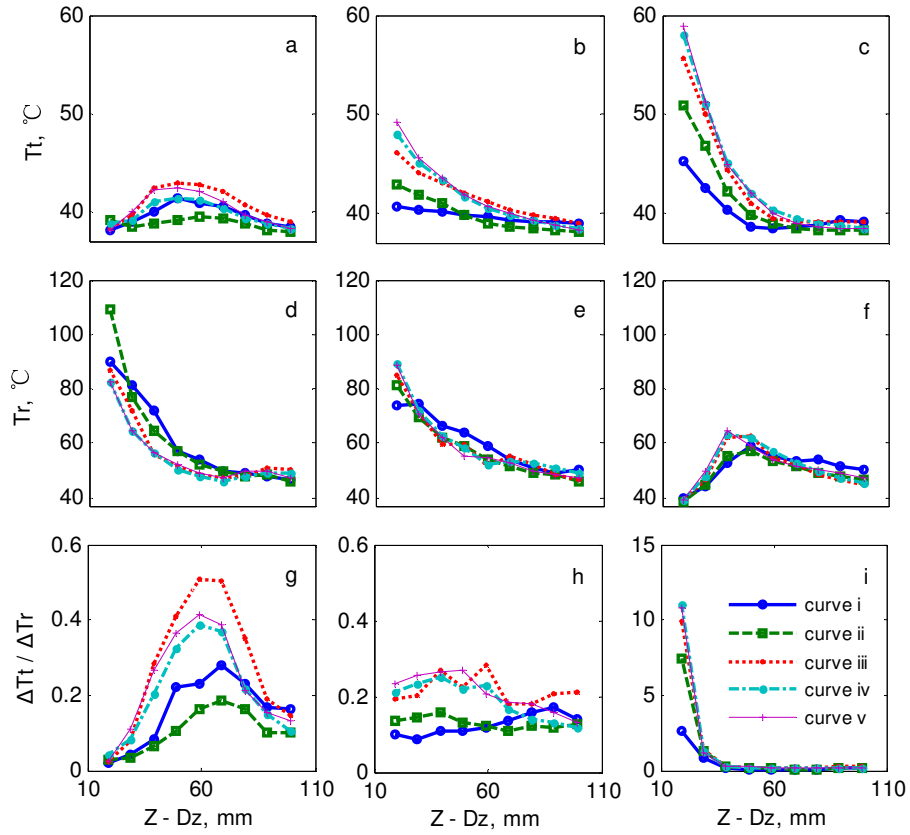 60
50
40
Tt, ℃
a
b
60
50
40
c
60
50
40
120
100
80
60
40
Tr, ℃
d
120
100
80
60
40
e
120
100
80
60
40
f
0.6
0.4
0.2
0
ΔTt / ΔTr
g
10 60 110
Z - Dz, mm
0.6
0.4
0.2
0
h
10 60 110
Z - Dz, mm
15
10
5
0
i
curve i
curve ii
curve iii
curve iv
curve v
10 60 110
Z - Dz, mm